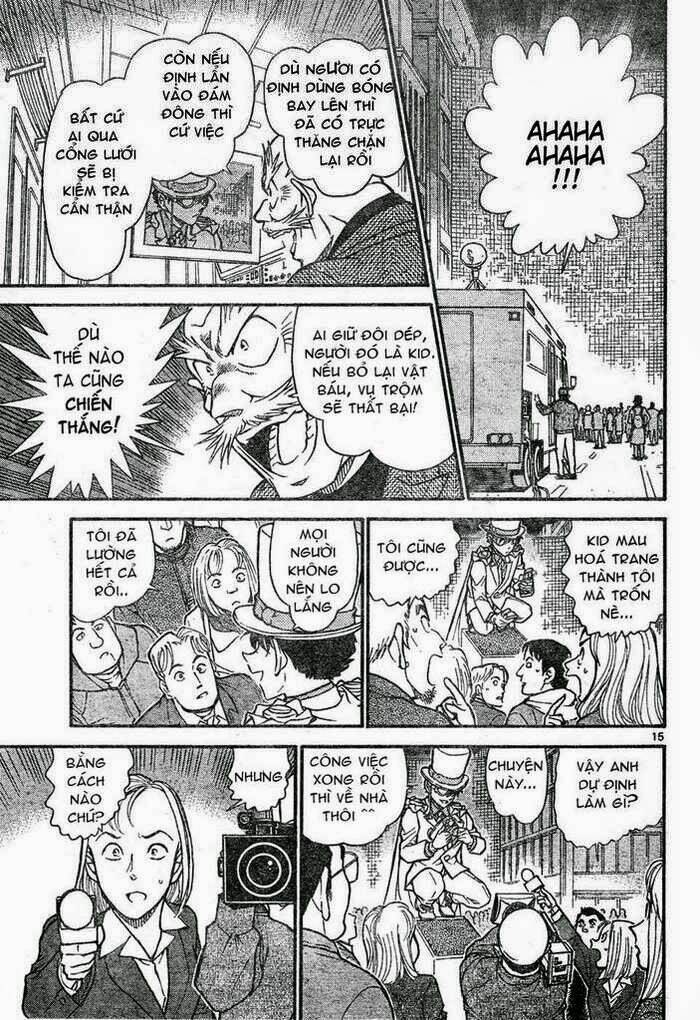 AHAHA
AHAHA
!!!
DÙ NGƯƠI CÓ
ĐỊNH DÙNG BÓNG
BAY LÊN THÌ
ĐÃ CÓ TRỰC
THĂNG CHẶN
LẠI RỒI
CÒN NẾU
ĐỊNH LẨN
VÀO ĐÁM
ĐÔNG THÌ
CỨ VIỆC
BẤT CỨ
AI QUA
CỔNG LƯỚI
SẼ BỊ
KIỂM TRA
CẨN THẬN
AI GIỮ ĐÔI DÉP,
NGƯỜI ĐÓ LÀ KID.
NẾU BỎ LẠI VẬT
BÁU, VỤ TRỘM
SẼ THẤT BẠI!
DÙ
THẾ NÀO
TA CŨNG
CHIẾN
THẮNG!
KID MAU
HOÁ TRANG
THÀNH TÔI
MÀ TRỐN
NÈ...
TÔI CŨNG
ĐƯỢC...
MỌI
NGƯỜI
KHÔNG
NÊN LO
LẮNG
TÔI ĐÃ
LƯỜNG
HẾT CẢ
RỒI..
15
VẬY ANH
DỰ ĐỊNH
LÀM GÌ?
CHUYỆN
NÀY...
CÔNG VIỆC
XONG RỒI
THÌ VỀ NHÀ
THÔI ^^
NHƯNG
BẰNG
CÁCH
NÀO
CHỨ?